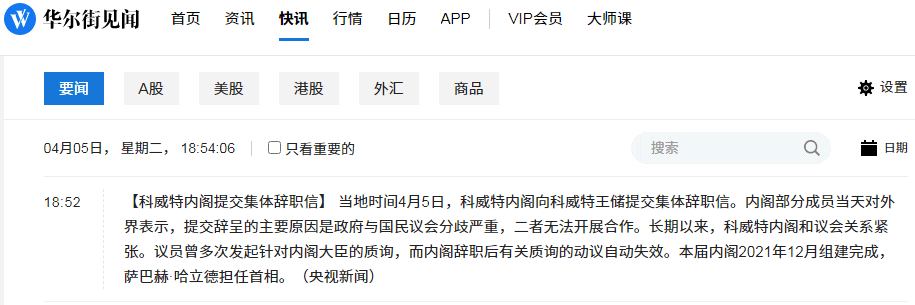 华尔街见闻 首页 资讯 快讯 行情 日历 APP VIP会员 大师课
要闻 A股 美股 港股 外汇 商品 设置
04月05日， 星期二， 18:54:06 只看重要的 搜索 日期
18:52 【科威特内阁提交集体辞职信】 当地时间4月5日，科威特内阁向科威特王储提交集体辞职信。内阁部分成员当天对外
界表示，提交辞呈的主要原因是政府与国民议会分歧严重，二者无法开展合作。长期以来，科威特内阁和议会关系紧
张。议员曾多次发起针对内阁大臣的质询，而内阁辞职后有关质询的动议自动失效。本届内阁2021年12月组建完成，
萨巴赫·哈立德担任首相。（央视新闻）